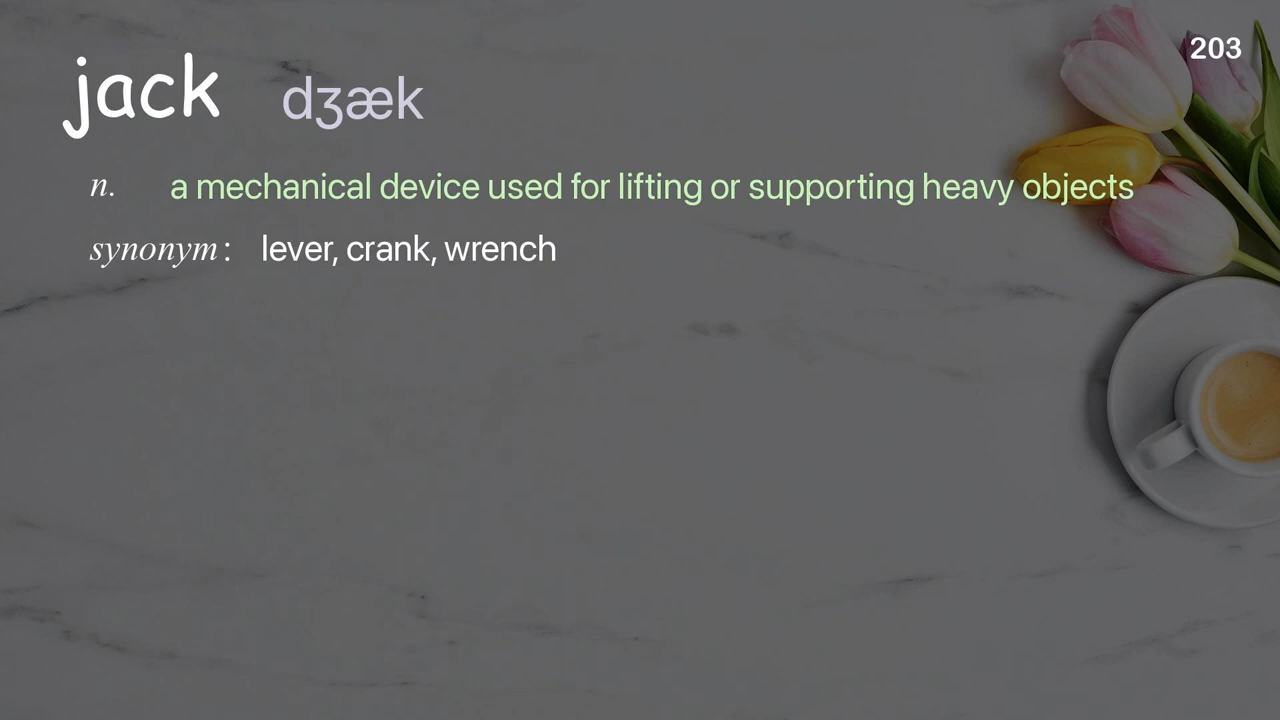 203
jack dʒæk
n. a mechanical device used for lifting or supporting heavy objects
synonym: lever, crank, wrench